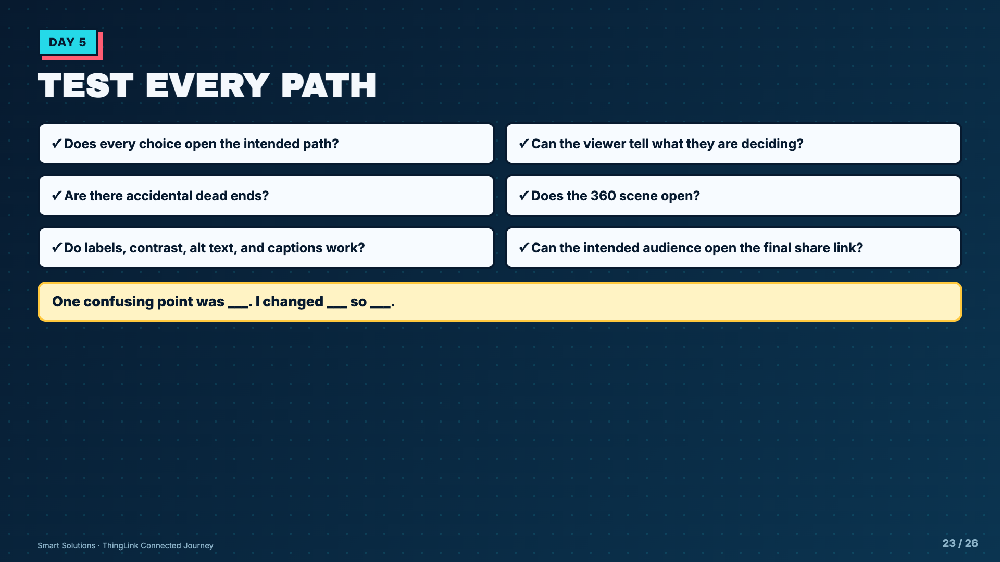 DAY 5
TEST EVERY PATH
✓ Does every choice open the intended path?
✓ Can the viewer tell what they are deciding?
✓ Are there accidental dead ends?
✓ Does the 360 scene open?
✓ Do labels, contrast, alt text, and captions work?
✓ Can the intended audience open the final share link?
One confusing point was ___. I changed ___ so ___.
Smart Solutions · ThingLink Connected Journey
23 / 26